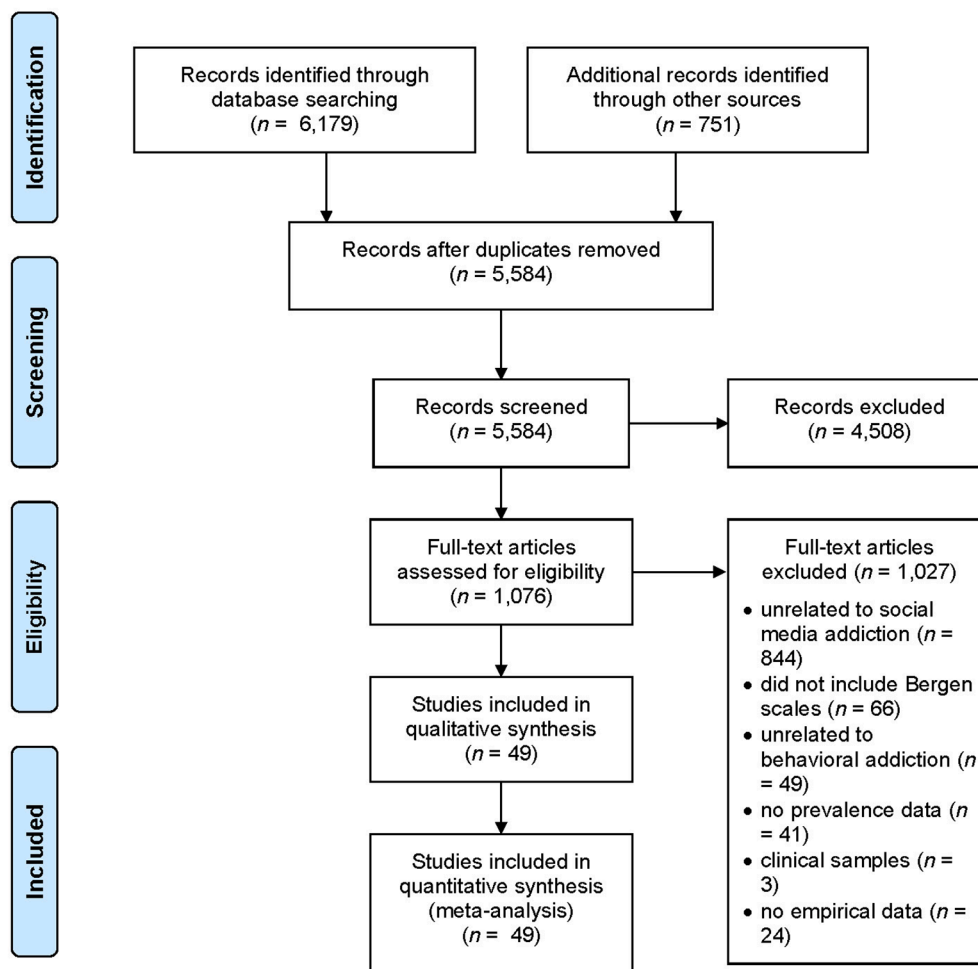 Identification
Records identified through
database searching
(n = 6,179)
Additional records identified
through other sources
(n = 751)
Records after duplicates removed
(n = 5,584)
Screening
Records screened
(n = 5,584)
Records excluded
(n = 4,508)
Eligibility
Full-text articles
assessed for eligibility
(n = 1,076)
Full-text articles
excluded (n = 1,027)
• unrelated to social
media addiction (n =
844)
• did not include Bergen
scales (n = 66)
• unrelated to
behavioral addiction (n
= 49)
• no prevalence data (n
= 41)
• clinical samples (n =
3)
• no empirical data (n =
24)
Studies included in
qualitative synthesis
(n = 49)
Included
Studies included in
quantitative synthesis
(meta-analysis)
(n = 49)